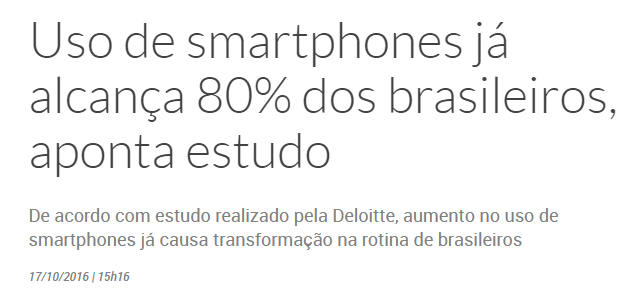 Uso de smartphones já
alcança 80% dos brasileiros,
aponta estudo
De acordo com estudo realizado pela Deloitte, aumento no uso de
smartphones já causa transformação na rotina de brasileiros
17/10/2016 | 15h16